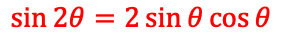 sin 2θ = 2 sin θ cos θ